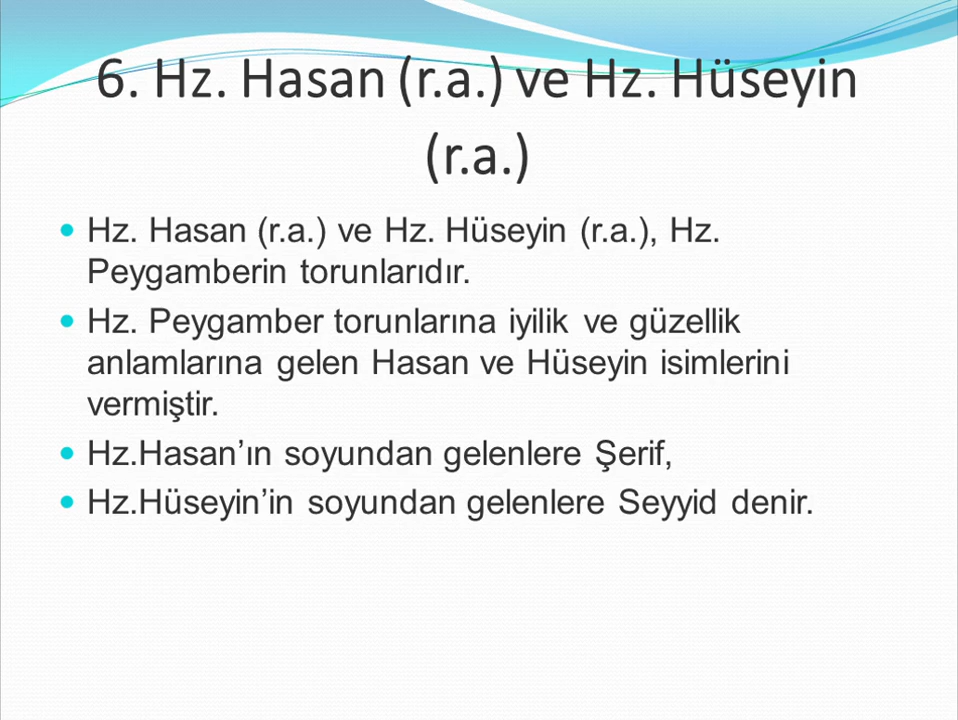 6. Hz. Hasan (r.a.) ve Hz. Hüseyin
(r.a.)
Hz. Hasan (r.a.) ve Hz. Hüseyin (r.a.), Hz.
Peygamberin torunlarıdır.
Hz. Peygamber torunlarına iyilik ve güzellik
anlamlarına gelen Hasan ve Hüseyin isimlerini
vermiştir.
Hz.Hasan’ın soyundan gelenlere Şerif,
Hz.Hüseyin’in soyundan gelenlere Seyyid denir.